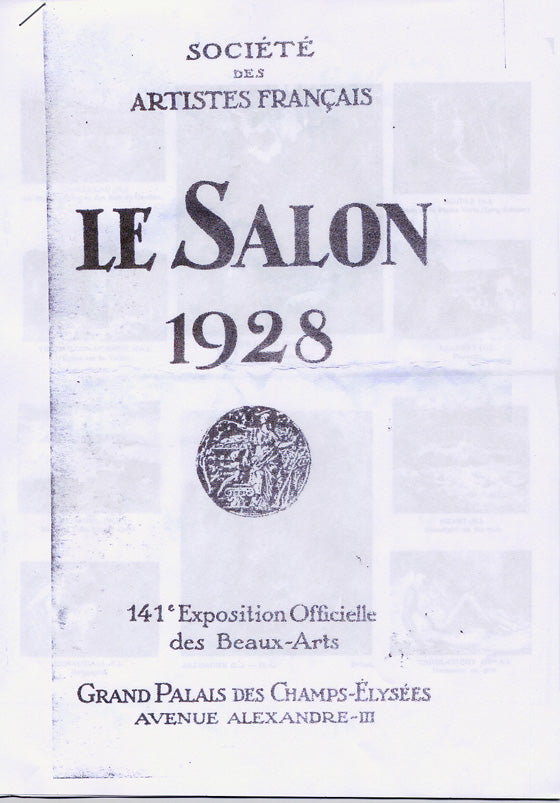 SOCIÉTÉ
DES
ARTISTES FRANÇAIS
LE SALON
1928
141e Exposition Officielle
des Beaux-Arts
GRAND PALAIS DES CHAMPS-ÉLYSÉES
AVENUE ALEXANDRE-III